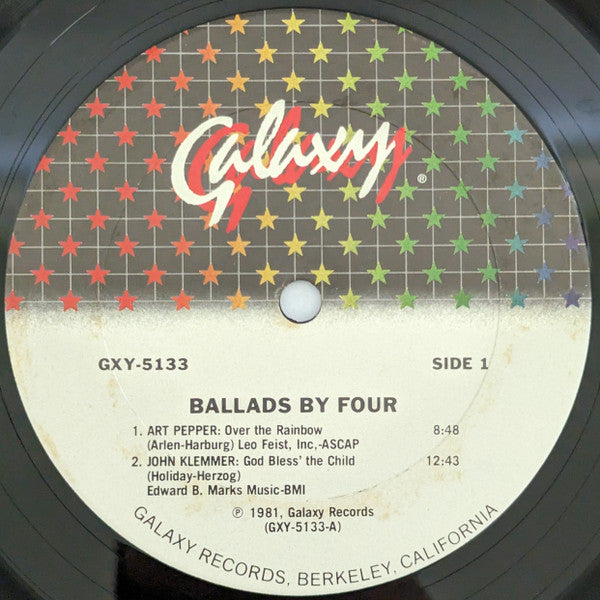 Galaxy®
GXY-5133
SIDE 1
BALLADS BY FOUR
1. ART PEPPER: Over the Rainbow 8:48
(Arlen-Harburg) Leo Feist, Inc,-ASCAP
2. JOHN KLEMMER: God Bless' the Child 12:43
(Holiday-Herzog)
Edward B. Marks Music-BMI
℗ 1981, Galaxy Records
(GXY-5133-A)
GALAXY RECORDS, BERKELEY, CALIFORNIA